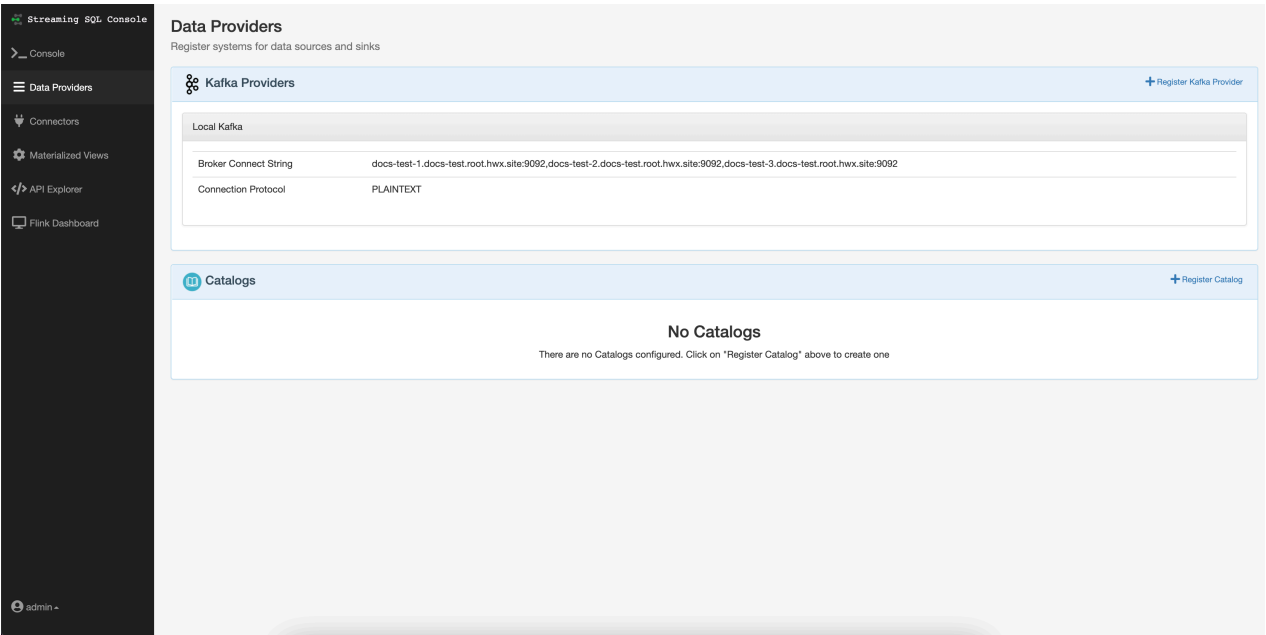 Streaming SQL Console
Console
Data Providers
Connectors
Materialized Views
API Explorer
Flink Dashboard
admin
Data Providers
Register systems for data sources and sinks
Kafka Providers
Register Kafka Provider
Local Kafka
Broker Connect String docs-test-1.docs-test.root.hwx.site:9092,docs-test-2.docs-test.root.hwx.site:9092,docs-test-3.docs-test.root.hwx.site:9092
Connection Protocol PLAINTEXT
Catalogs
Register Catalog
No Catalogs
There are no Catalogs configured. Click on "Register Catalog" above to create one